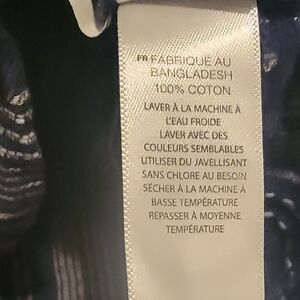 FR FABRIQUÉ AU
BANGLADESH
100% COTON
LAVER À LA MACHINE À
L'EAU FROIDE
LAVER AVEC DES
COULEURS SEMBLABLES
UTILISER DU JAVELLISANT
SANS CHLORE AU BESOIN
SÉCHER À LA MACHINE À
BASSE TEMPÉRATURE
REPASSER À MOYENNE
TEMPÉRATURE